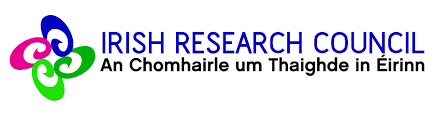 IRISH RESEARCH COUNCIL
An Chomhairle um Thaighde in Éirinn